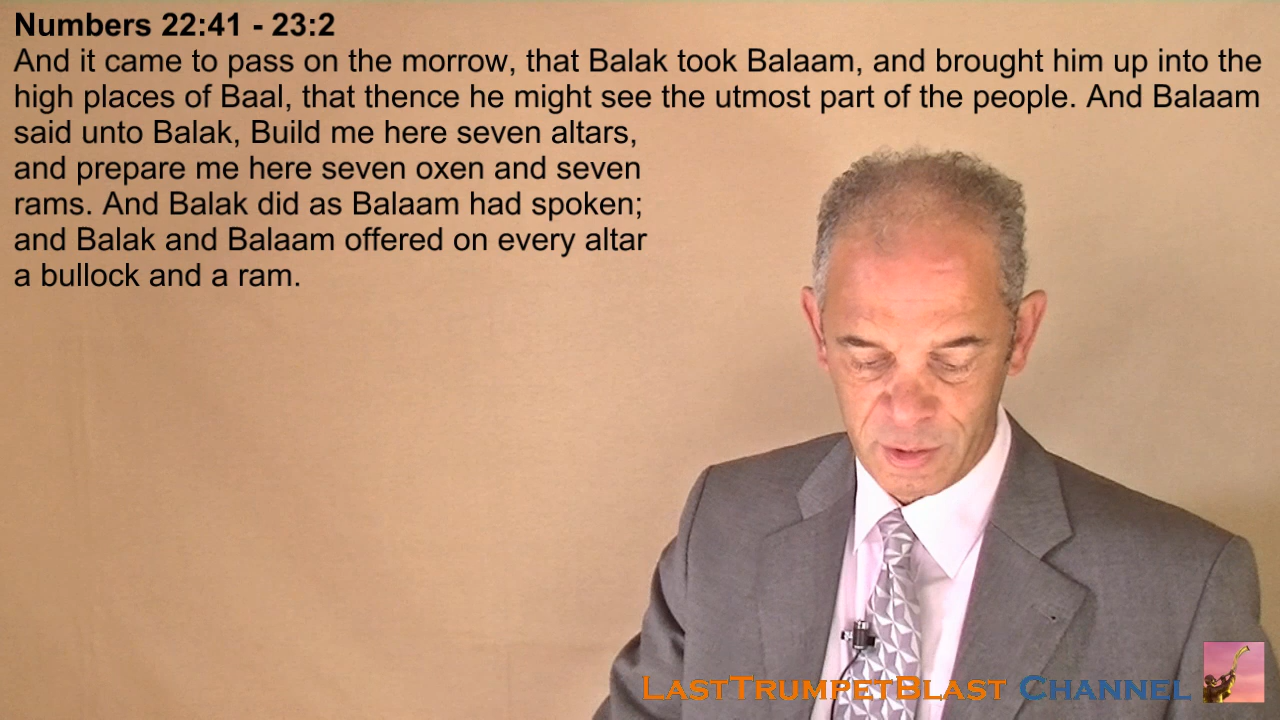 Numbers 22:41 - 23:2
And it came to pass on the morrow, that Balak took Balaam, and brought him up into the
high places of Baal, that thence he might see the utmost part of the people. And Balaam
said unto Balak, Build me here seven altars,
and prepare me here seven oxen and seven
rams. And Balak did as Balaam had spoken;
and Balak and Balaam offered on every altar
a bullock and a ram.
LastTrumpetBlast Channel